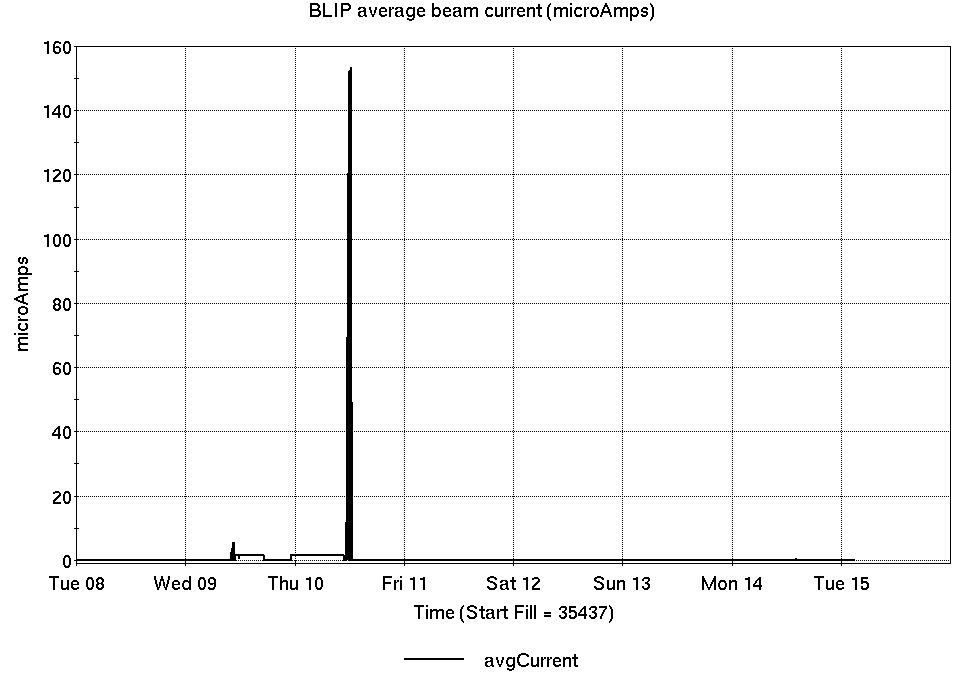 BLIP average beam current (microAmps)
160
140
120
100
80
60
40
20
0
microAmps
Tue 08 Wed 09 Thu 10 Fri 11 Sat 12 Sun 13 Mon 14 Tue 15
Time (Start Fill = 35437)
avgCurrent